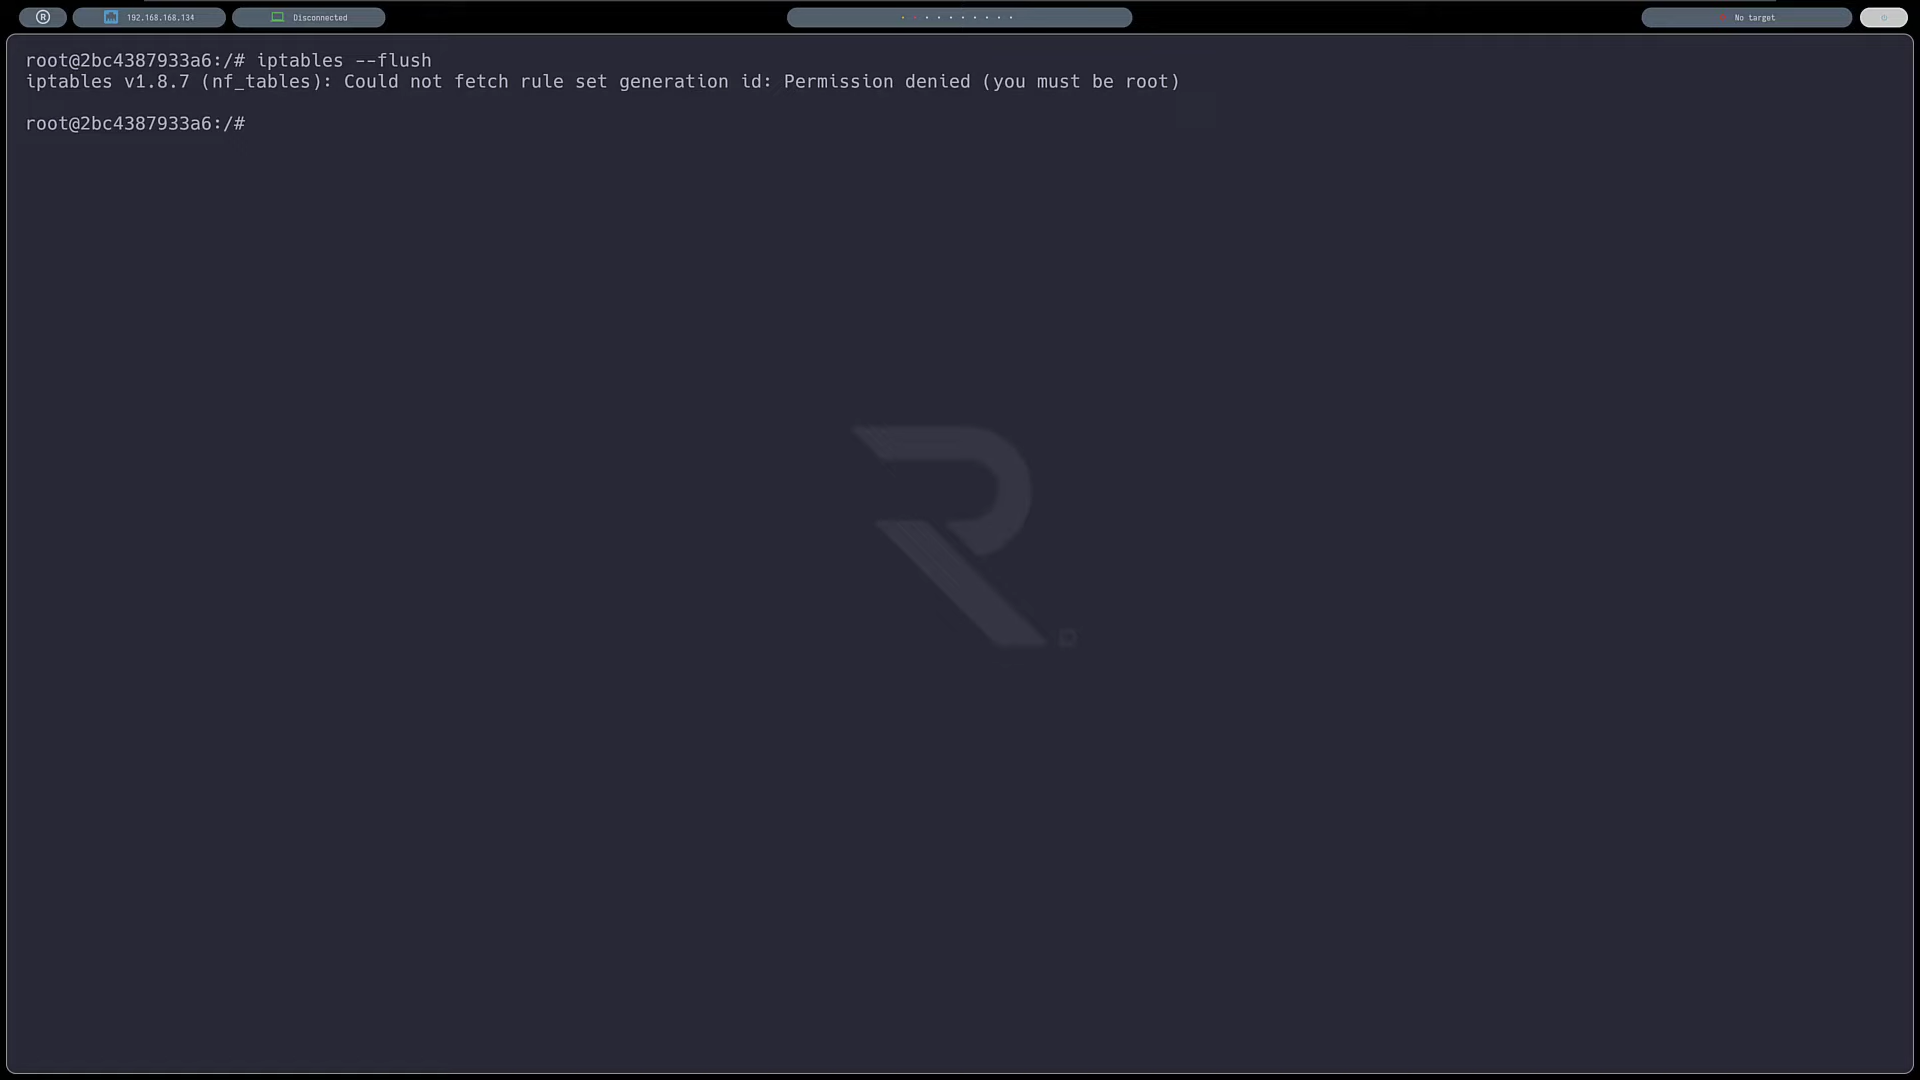 192.168.168.134 Disconnected No target
root@2bc4387933a6:/# iptables --flush
iptables v1.8.7 (nf_tables): Could not fetch rule set generation id: Permission denied (you must be root)
root@2bc4387933a6:/#